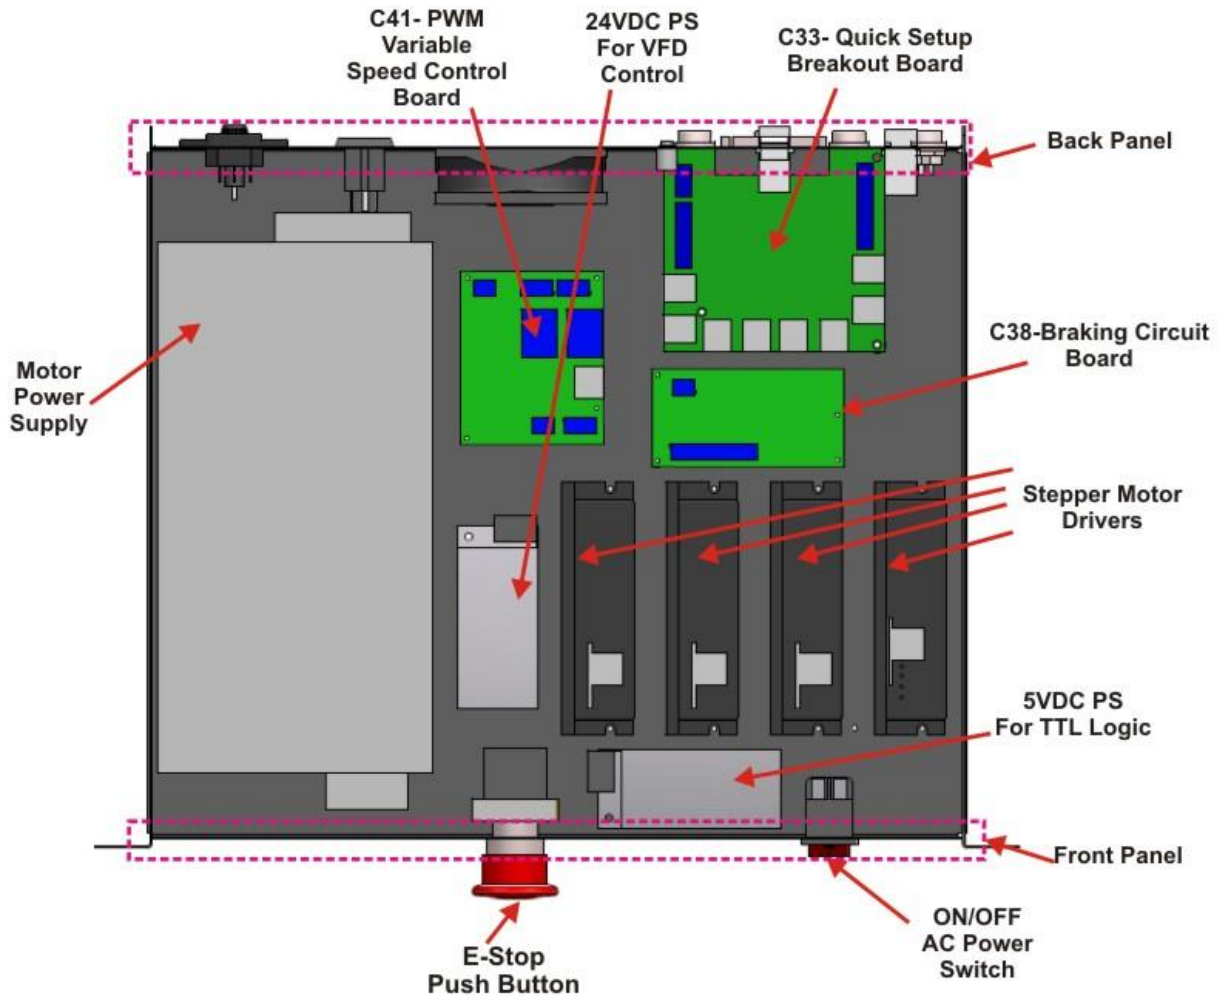 C41- PWM
Variable
Speed Control
Board
24VDC PS
For VFD
Control
C33- Quick Setup
Breakout Board
Back Panel
C38-Braking Circuit
Board
Motor
Power
Supply
Stepper Motor
Drivers
5VDC PS
For TTL Logic
Front Panel
E-Stop
Push Button
ON/OFF
AC Power
Switch